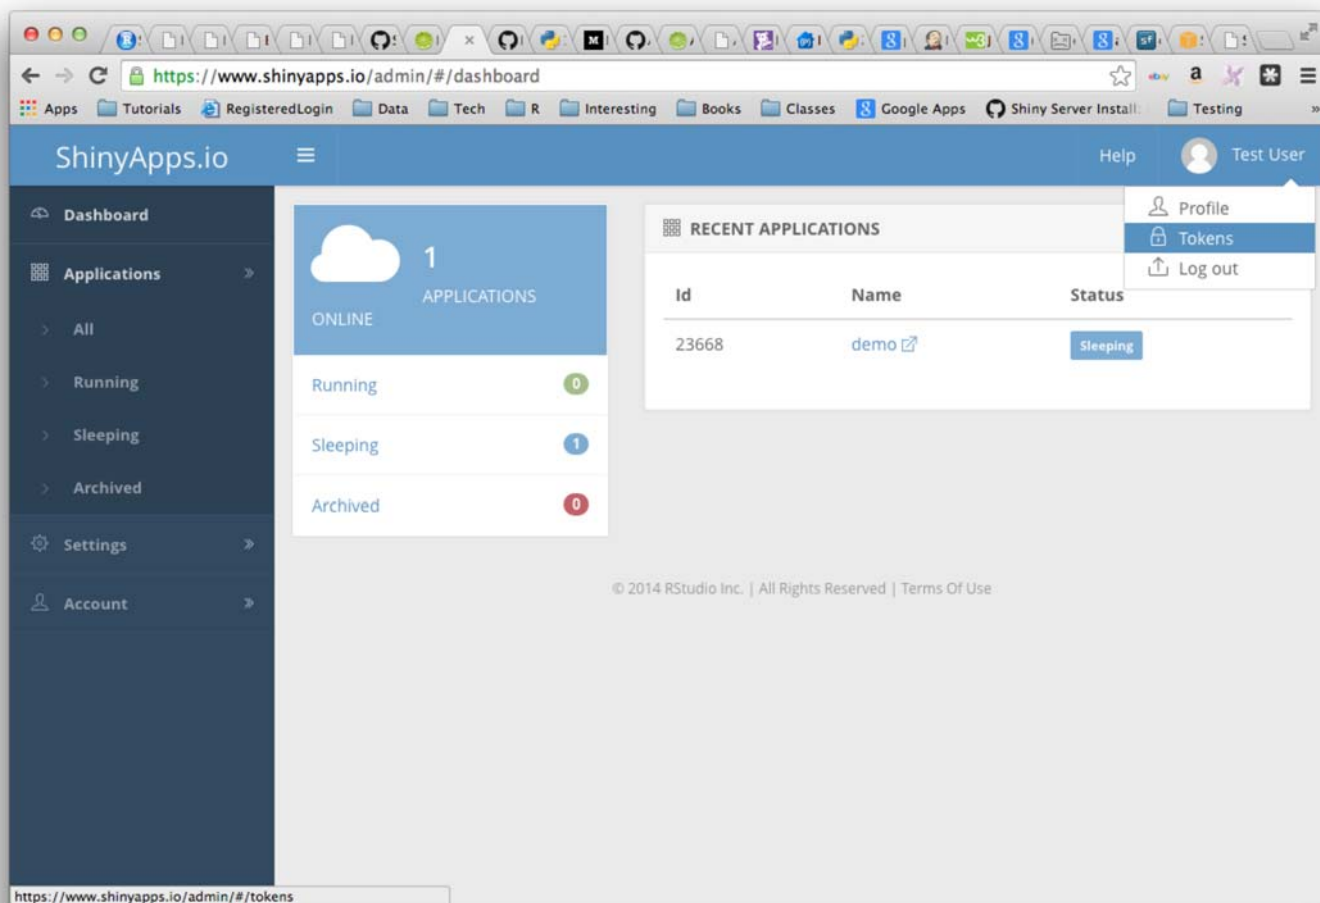 https://www.shinyapps.io/admin/#/dashboard
Apps Tutorials RegisteredLogin Data Tech R Interesting Books Classes Google Apps Shiny Server Install: Testing »
ShinyApps.io Help Test User
Profile
Tokens
Log out
Dashboard
Applications
All
Running
Sleeping
Archived
Settings
Account
1
APPLICATIONS
ONLINE
Running 0
Sleeping 1
Archived 0
RECENT APPLICATIONS
Id Name Status
23668 demo Sleeping
© 2014 RStudio Inc. | All Rights Reserved | Terms Of Use
https://www.shinyapps.io/admin/#/tokens